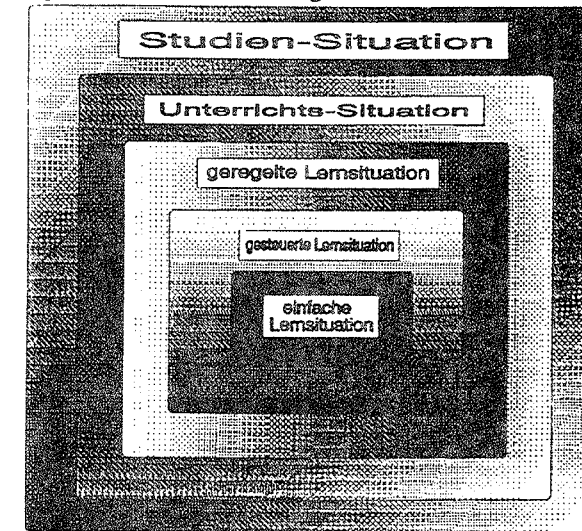 Studien-Situation
Unterrichts-Situation
geregelte Lernsituation
gesteuerte Lernsituation
einfache
Lernsituation